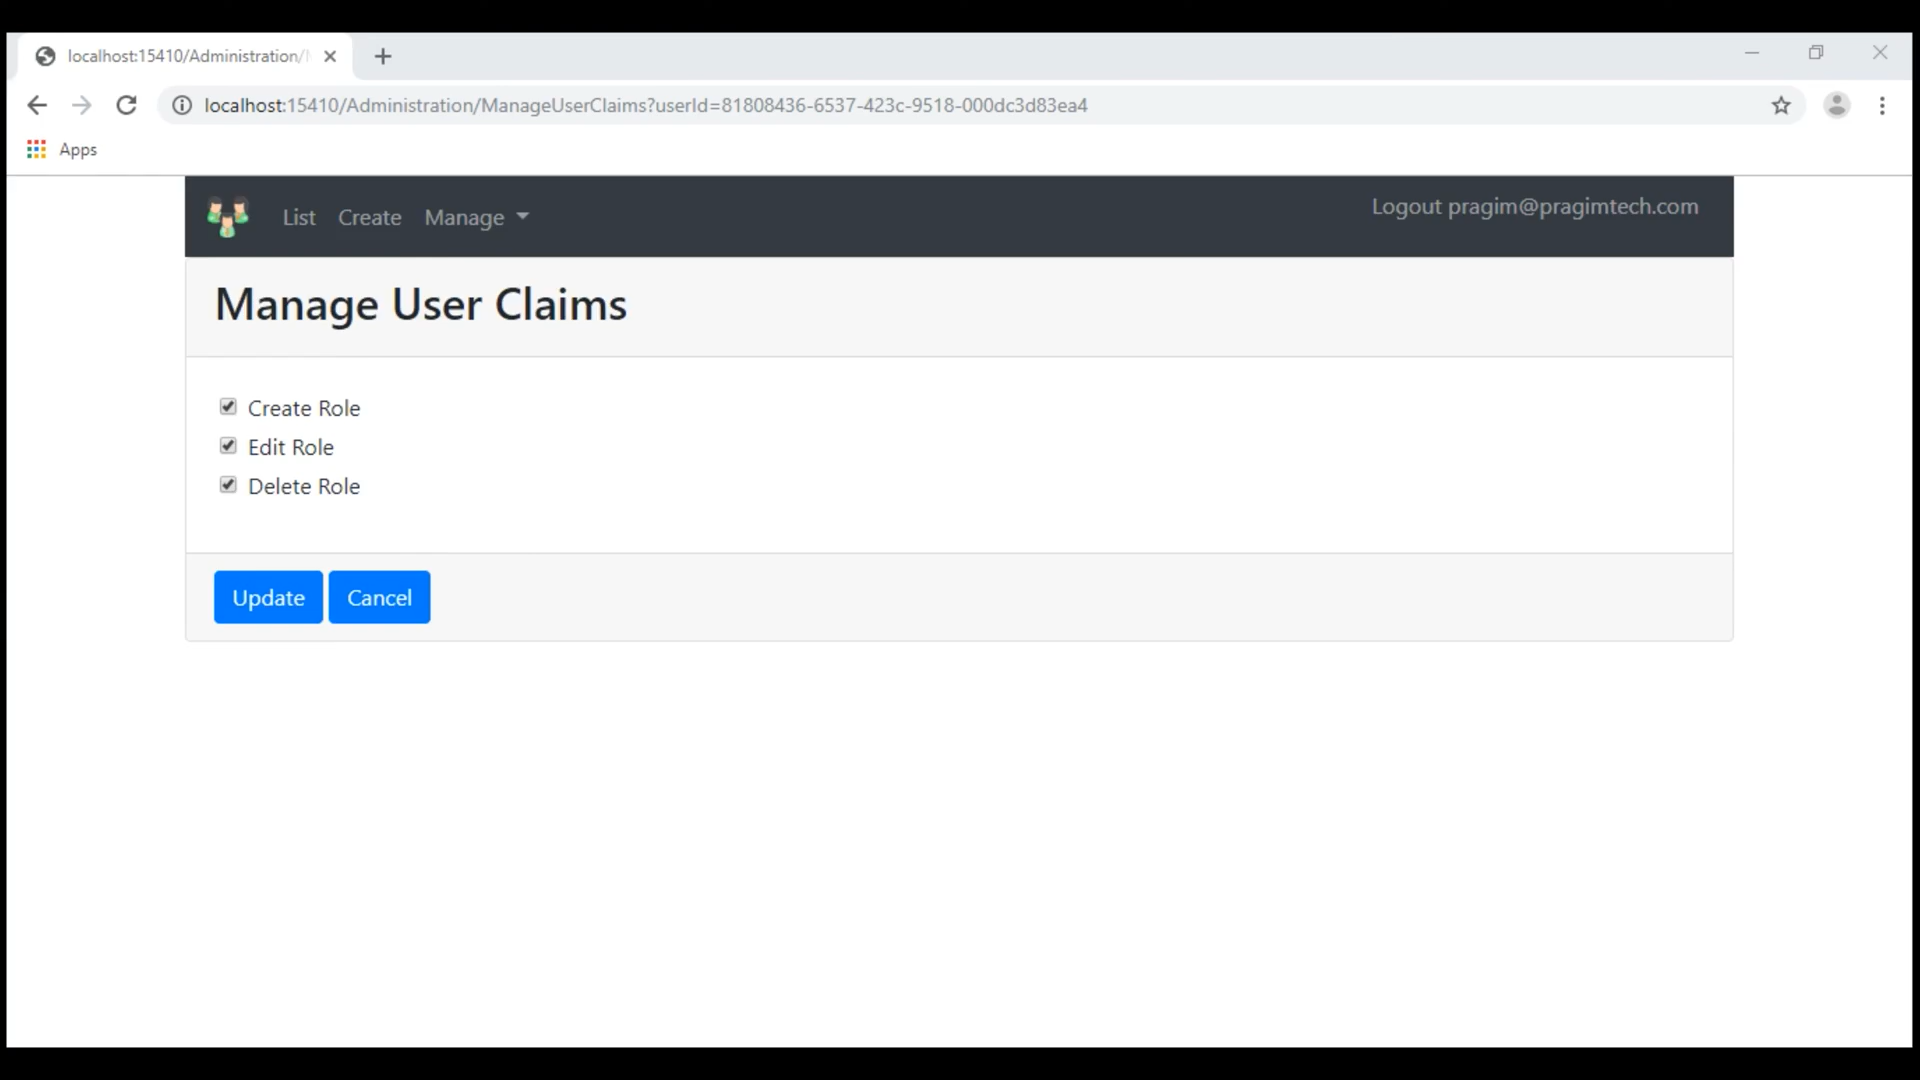 localhost:15410/Administration/
localhost:15410/Administration/ManageUserClaims?userId=81808436-6537-423c-9518-000dc3d83ea4
Apps
List Create Manage Logout pragim@pragimtech.com
Manage User Claims
Create Role
Edit Role
Delete Role
Update Cancel